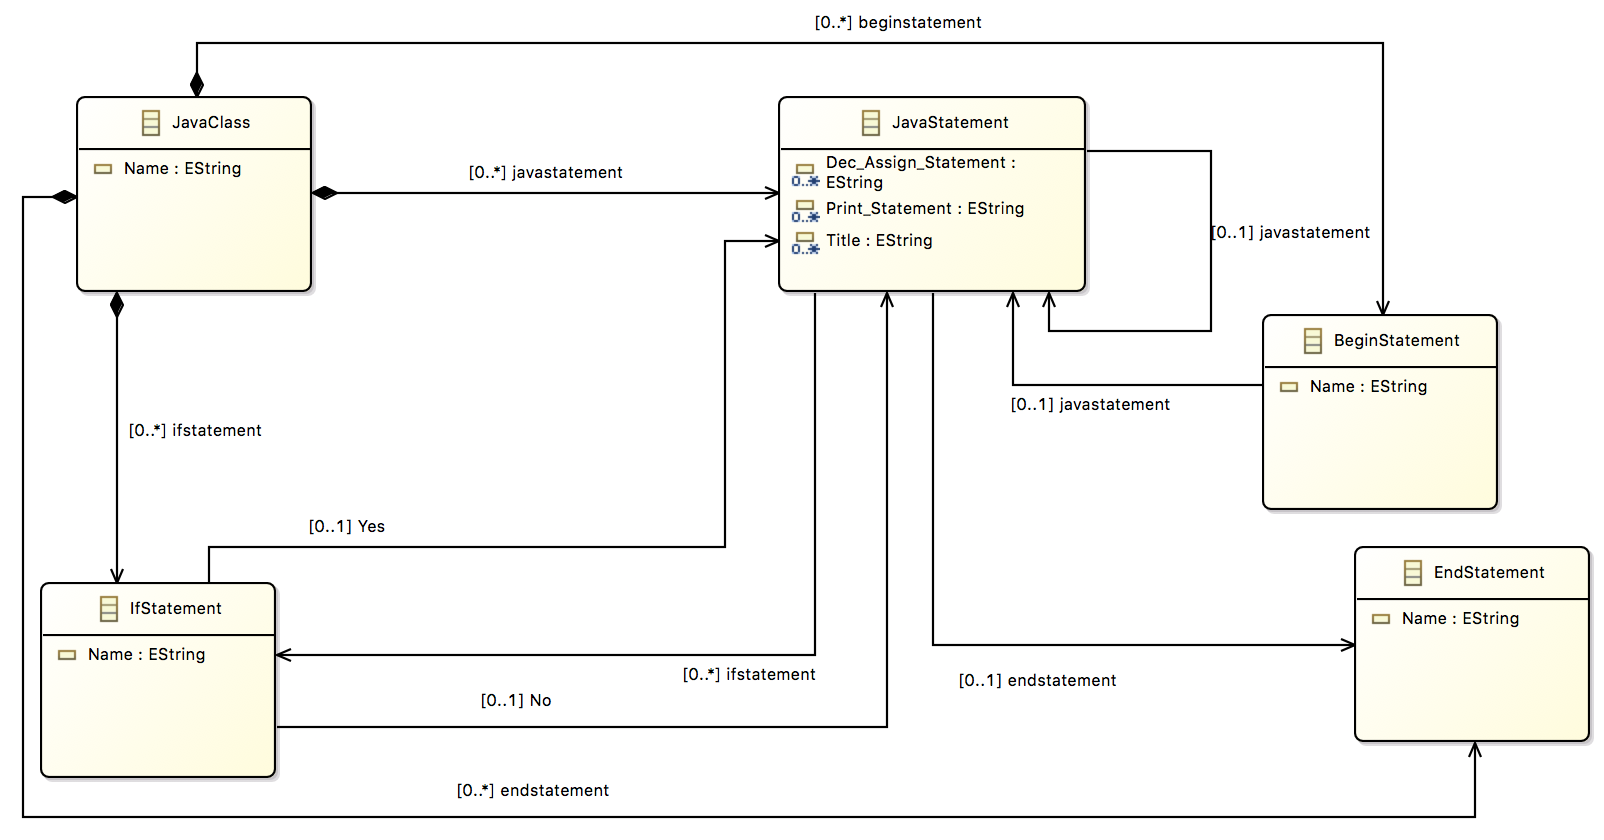 [0..*] beginstatement
JavaClass
Name : EString
[0..*] javastatement
JavaStatement
Dec_Assign_Statement :
EString
0..*
Print_Statement : EString
0..*
Title : EString
0..*
[0..1] javastatement
BeginStatement
Name : EString
[0..1] javastatement
[0..*] ifstatement
[0..1] Yes
IfStatement
Name : EString
[0..*] ifstatement
[0..1] No
EndStatement
Name : EString
[0..1] endstatement
[0..*] endstatement